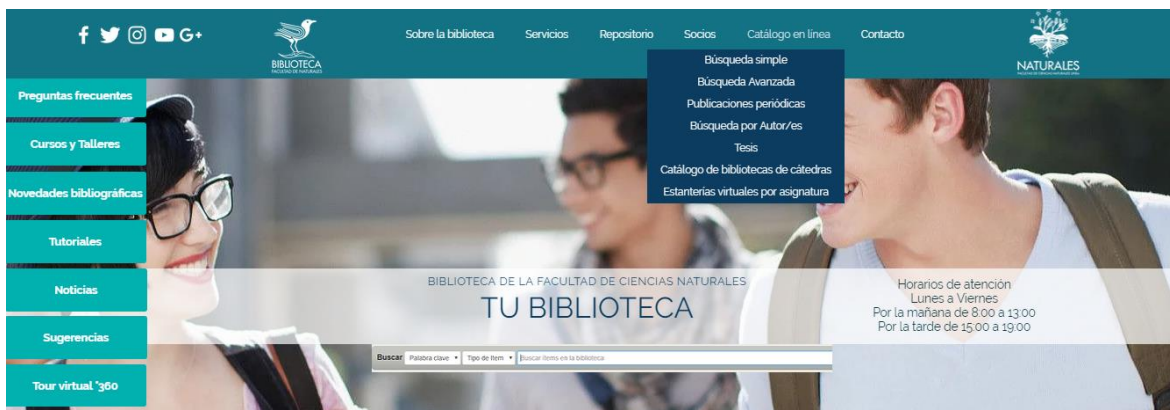 f G+
BIBLIOTECA
FACULTAD DE NATURALES
Sobre la biblioteca Servicios Repositorio Socios Catálogo en línea Contacto
NATURALES
Búsqueda simple
Búsqueda Avanzada
Publicaciones periódicas
Búsqueda por Autor/es
Tesis
Catálogo de bibliotecas de cátedras
Estanterías virtuales por asignatura
Preguntas frecuentes
Cursos y Talleres
Novedades bibliográficas
Tutoriales
Noticias
Sugerencias
Tour virtual °360
BIBLIOTECA DE LA FACULTAD DE CIENCIAS NATURALES
TU BIBLIOTECA
Horarios de atención
Lunes a Viernes
Por la mañana de 8:00 a 13:00
Por la tarde de 15:00 a 19:00
Buscar Palabra clave Tipo de ítem Buscar ítems en la biblioteca